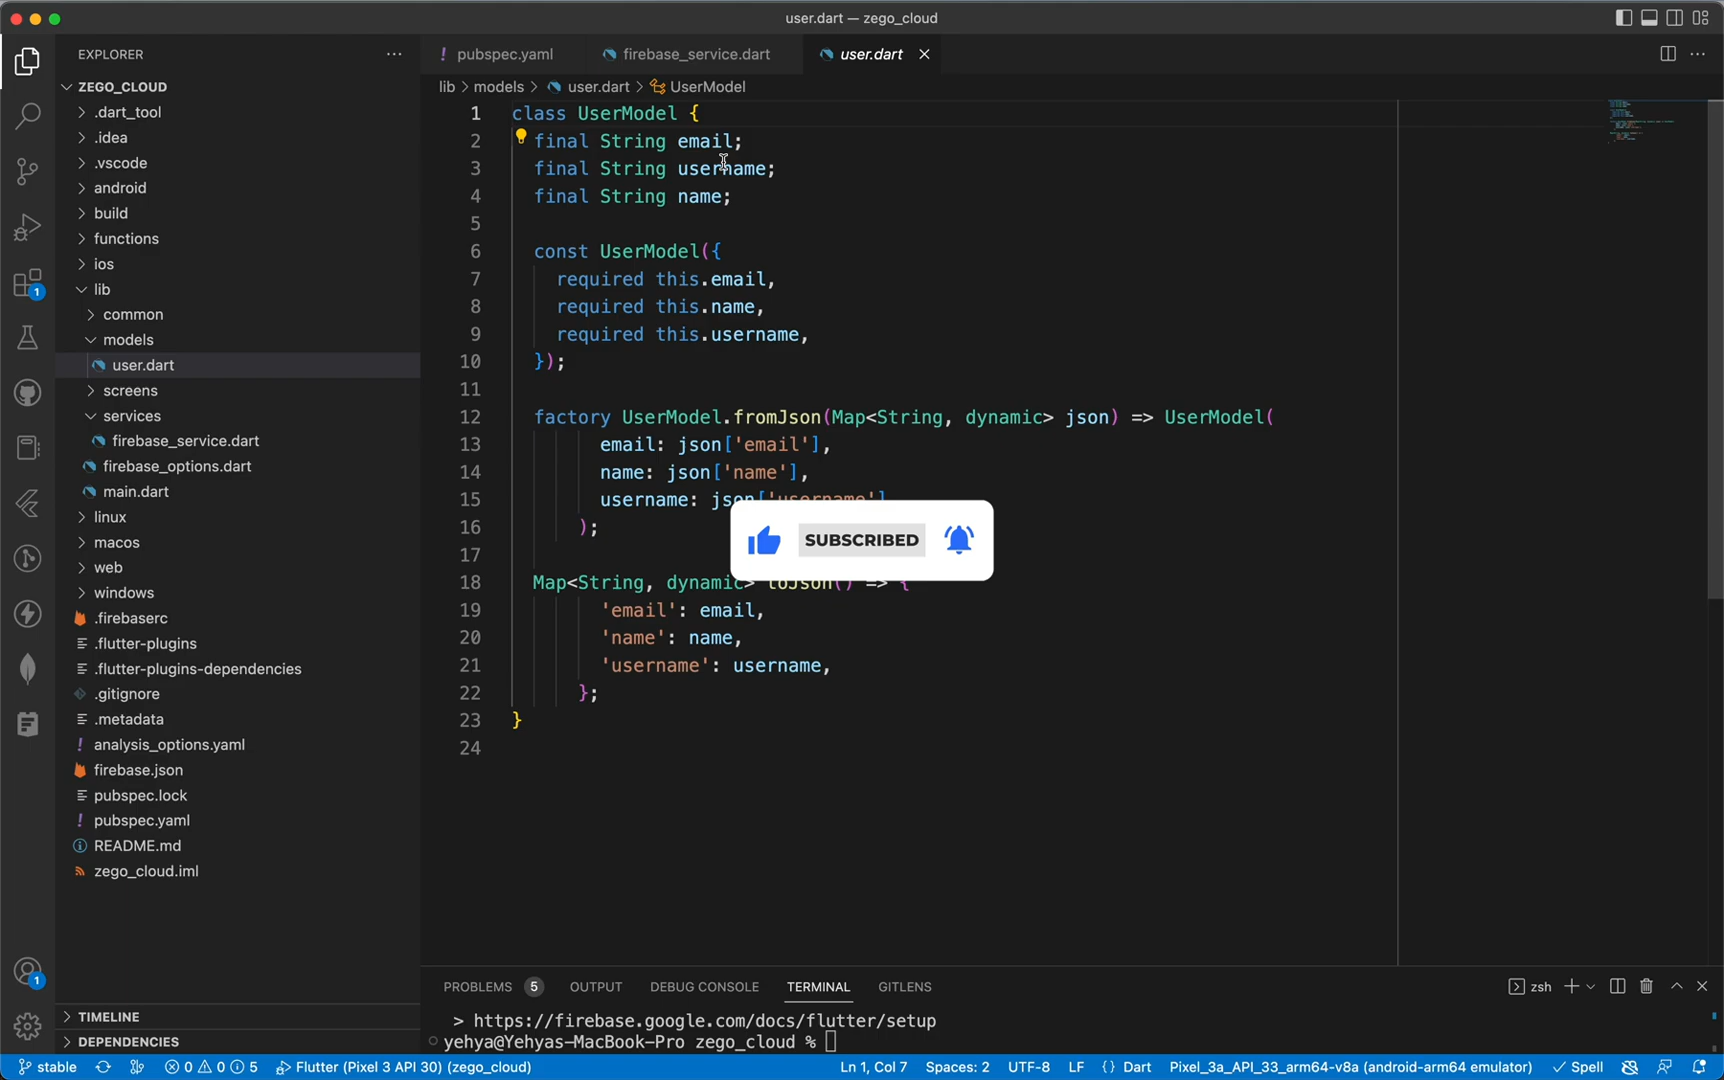 user.dart — zego_cloud
EXPLORER
pubspec.yaml
firebase_service.dart
user.dart
ZEGO_CLOUD
lib > models > user.dart > UserModel
.dart_tool
.idea
.vscode
android
build
functions
ios
lib
common
models
user.dart
screens
services
firebase_service.dart
firebase_options.dart
main.dart
linux
macos
web
windows
.firebaserc
.flutter-plugins
.flutter-plugins-dependencies
.gitignore
.metadata
analysis_options.yaml
firebase.json
pubspec.lock
pubspec.yaml
README.md
zego_cloud.iml
TIMELINE
DEPENDENCIES
1 class UserModel {
2 final String email;
3 final String username;
4 final String name;
5
6 const UserModel({
7 required this.email,
8 required this.name,
9 required this.username,
10 });
11
12 factory UserModel.fromJson(Map<String, dynamic> json) => UserModel(
13 email: json['email'],
14 name: json['name'],
15 username: json['username'],
16 );
17
18 Map<String, dynamic> toJson() => {
19 'email': email,
20 'name': name,
21 'username': username,
22 };
23 }
24
SUBSCRIBED
PROBLEMS 5 OUTPUT DEBUG CONSOLE TERMINAL GITLENS
zsh
> https://firebase.google.com/docs/flutter/setup
yehya@Yehyas-MacBook-Pro zego_cloud %
1
1
stable 0 0 5 Flutter (Pixel 3 API 30) (zego_cloud) Ln 1, Col 7 Spaces: 2 UTF-8 LF {} Dart Pixel_3a_API_33_arm64-v8a (android-arm64 emulator) Spell